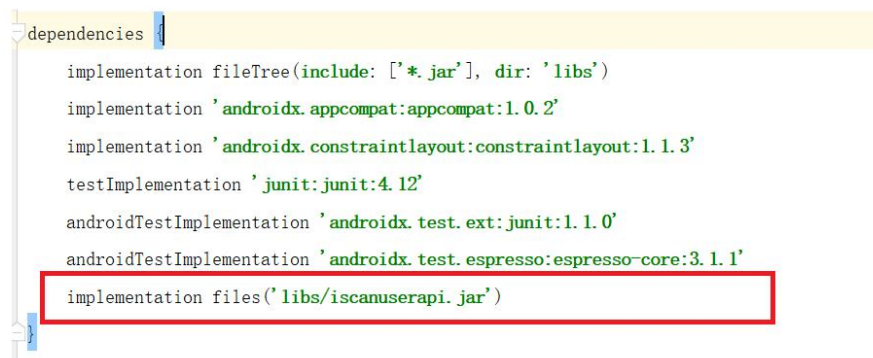 dependencies {
implementation fileTree(include: ['*.jar'], dir: 'libs')
implementation 'androidx.appcompat:appcompat:1.0.2'
implementation 'androidx.constraintlayout:constraintlayout:1.1.3'
testImplementation 'junit:junit:4.12'
androidTestImplementation 'androidx.test.ext:junit:1.1.0'
androidTestImplementation 'androidx.test.espresso:espresso-core:3.1.1'
implementation files('libs/iscanuserapi.jar')
}